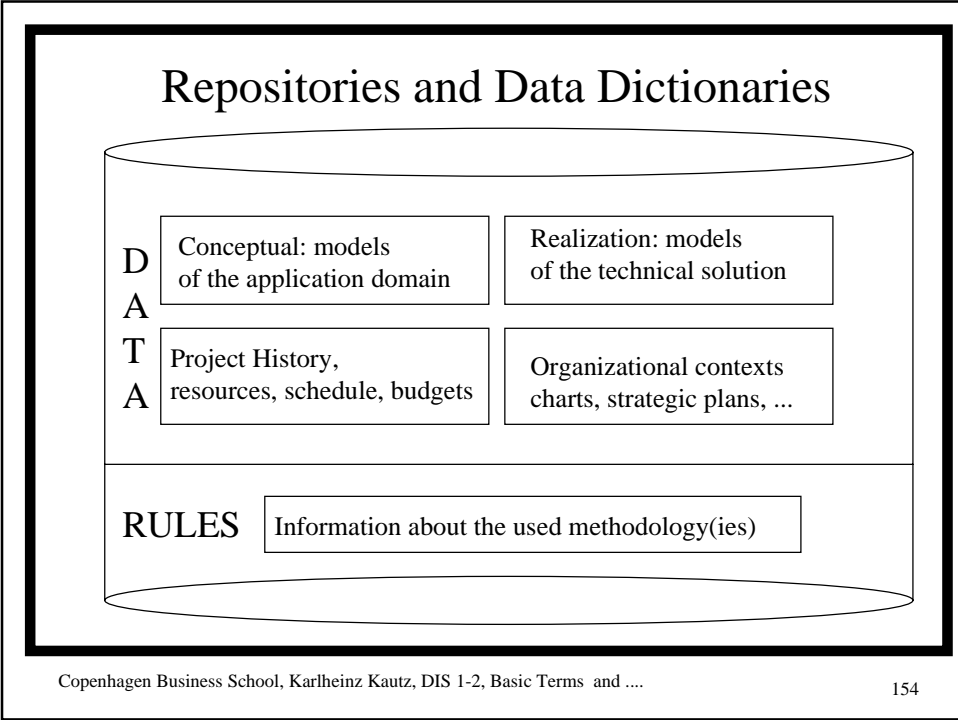 Repositories and Data Dictionaries
DATA
Conceptual: models
of the application domain
Realization: models
of the technical solution
Project History,
resources, schedule, budgets
Organizational contexts
charts, strategic plans, ...
RULES
Information about the used methodology(ies)
Copenhagen Business School, Karlheinz Kautz, DIS 1-2, Basic Terms and ....
154